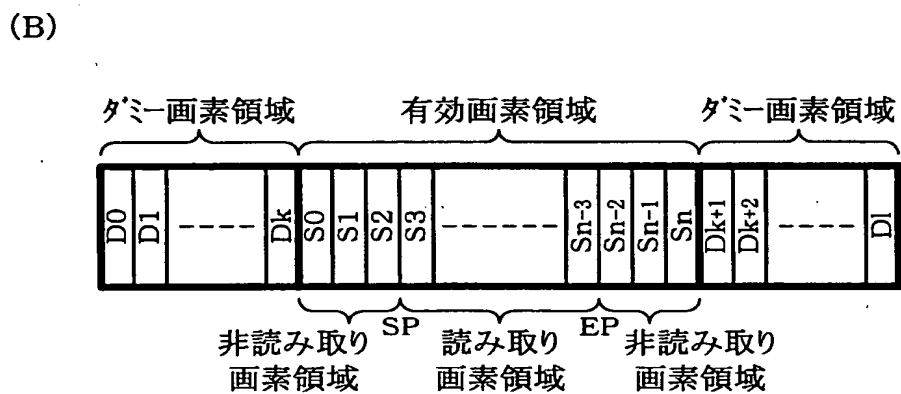 (B)
ダミー画素領域 有効画素領域 ダミー画素領域
D0 D1 Dk S0 S1 S2 S3 Sn-3 Sn-2 Sn-1 Sn Dk+1 Dk+2 Dl
SP EP
非読み取り 読み取り 非読み取り
画素領域 画素領域 画素領域